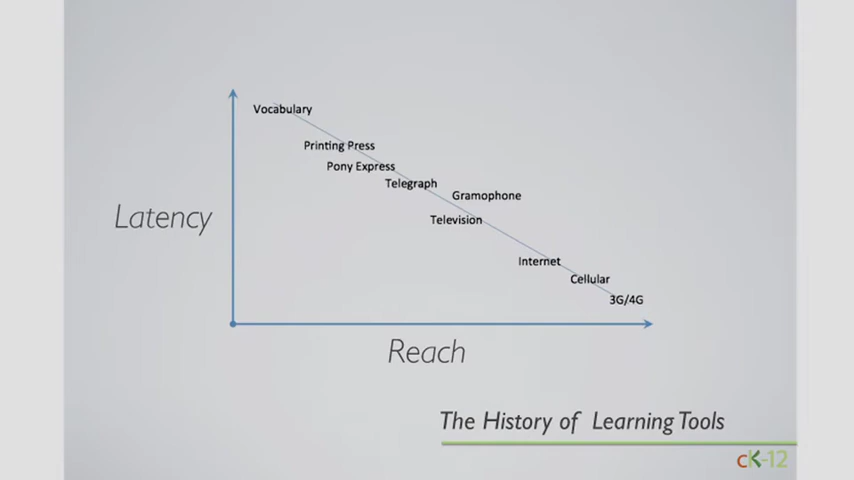 Vocabulary
Printing Press
Pony Express
Telegraph
Gramophone
Latency
Television
Internet
Cellular
3G/4G
Reach
The History of Learning Tools
cK-12